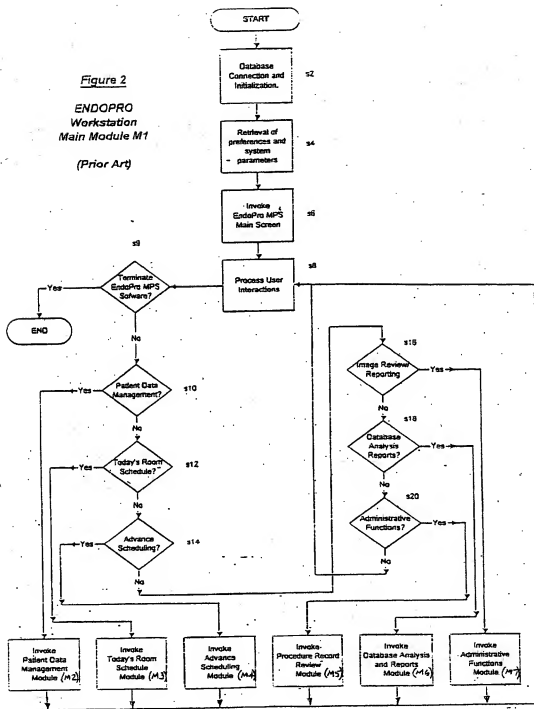 START
Figure 2
ENDOPRO
Workstation
Main Module M1
(Prior Art)
Database
Connection and
Initialization.
s2
Retrieval of
preferences and
system
parameters
s4
Invoke
EndoPro MPS
Main Screen
s6
s9
s8
Terminate
EndoPro MPS
Sofware?
Process User
Interactions
Yes
END
No
Patient Data
Management?
s10
Yes
No
Today's Room
Schedule?
s12
Yes
No
Advance
Scheduling?
s14
Yes
No
s16
Image Review/
Reporting
Yes
No
s18
Database
Analysis
Reports?
Yes
No
s20
Administrative
Functions?
Yes
No
Invoke
Patient Data
Management
Module (M2)
Invoke
Today's Room
Schedule
Module (M3)
Invoke
Advance
Scheduling
Module (M4)
Invoke
Procedure Record
Review
Module (M5)
Invoke
Database Analysis
and Reports
Module (M6)
Invoke
Administrative
Functions
Module (M7)